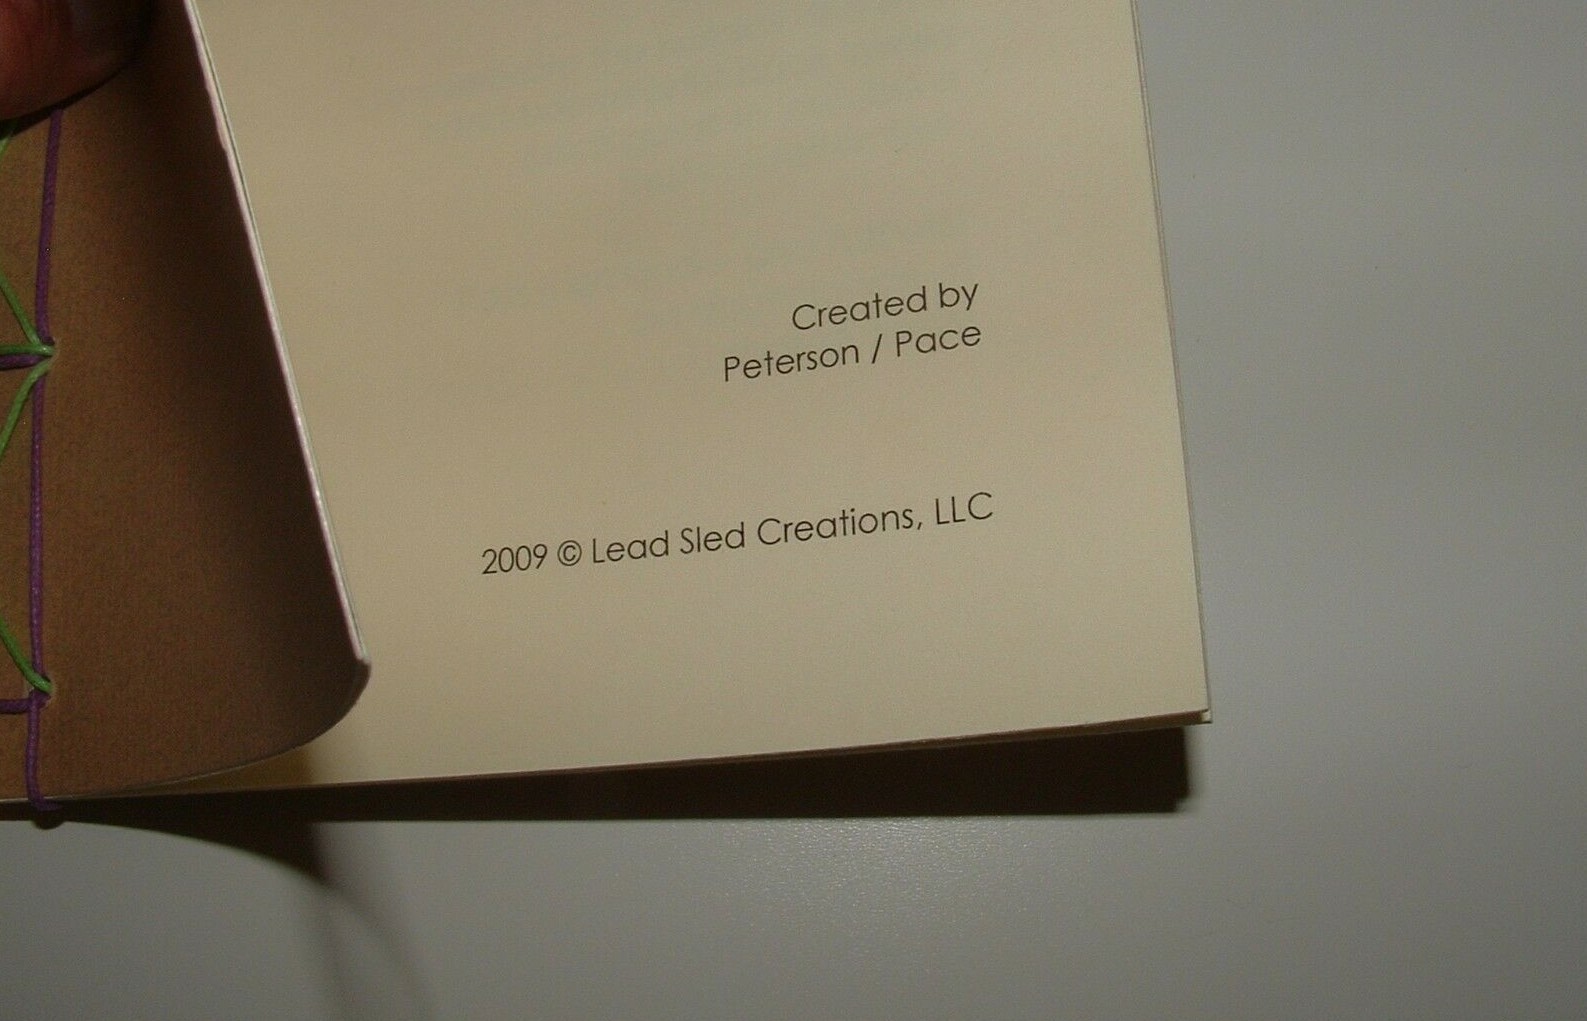 Created by
Peterson / Pace
2009 © Lead Sled Creations, LLC